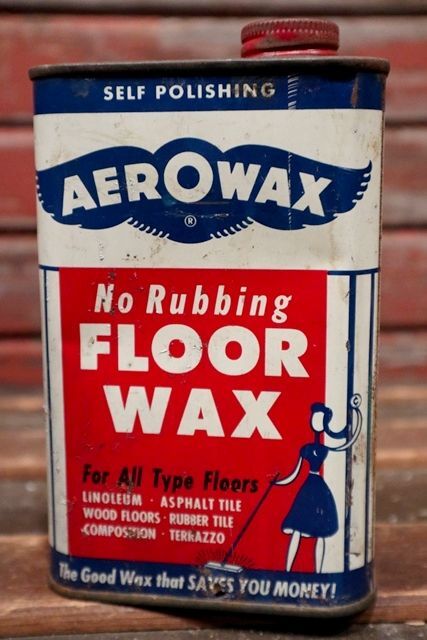 SELF POLISHING
AEROWAX
®
No Rubbing
FLOOR
WAX
For All Type Floors
LINOLEUM · ASPHALT TILE
WOOD FLOORS · RUBBER TILE
COMPOSITION · TERRAZZO
The Good Wax that SAVES YOU MONEY!